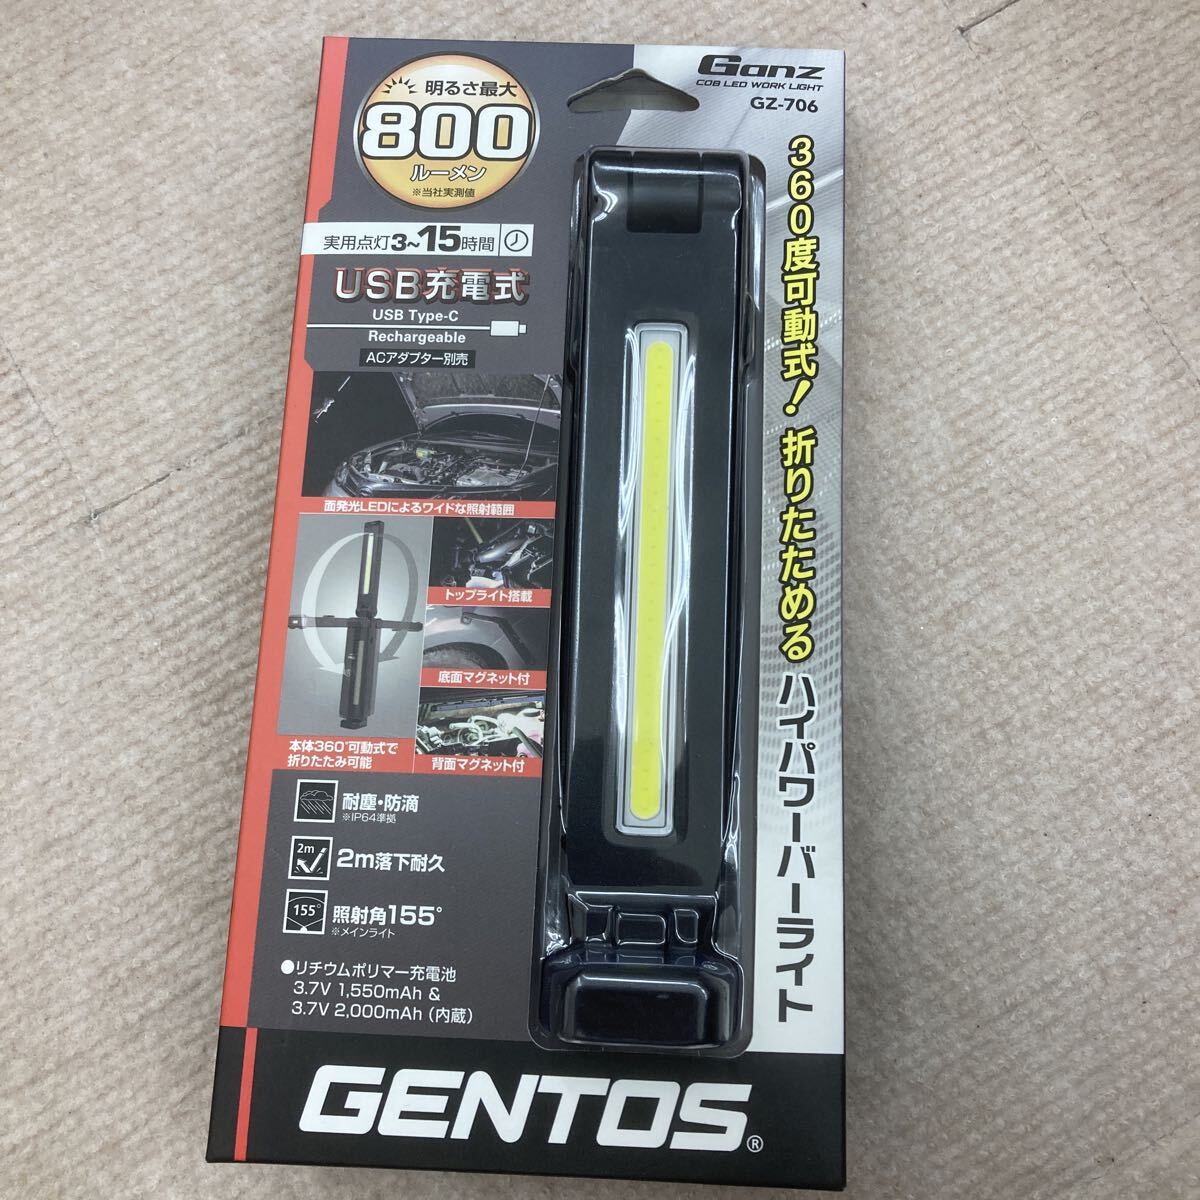 明るさ最大
800
ルーメン
※当社実測値
Ganz
COB LED WORK LIGHT
GZ-706
実用点灯3~15時間
USB充電式
USB Type-C
Rechargeable
ACアダプター別売
360度可動式!折りたためるハイパワーバーライト
面発光LEDによるワイドな照射範囲
トップライト搭載
底面マグネット付
本体360°可動式で
折りたたみ可能
背面マグネット付
耐塵・防滴
※IP64準拠
2m
2m落下耐久
155°
照射角155°
※メインライト
●リチウムポリマー充電池
3.7V 1,550mAh &
3.7V 2,000mAh (内蔵)
GENTOS®